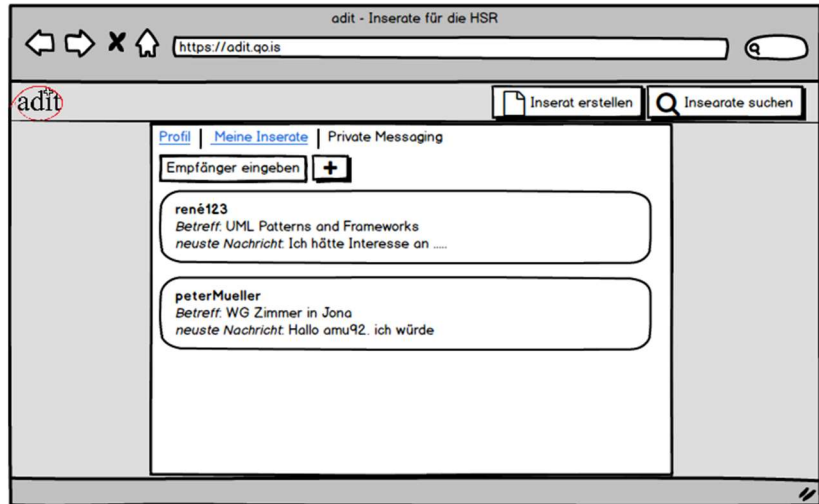 adit - Inserate für die HSR
https://adit.qo.is
adit
Inserat erstellen
Insearate suchen
Profil | Meine Inserate | Private Messaging
Empfänger eingeben +
rené123
Betreff: UML Patterns and Frameworks
neuste Nachricht: Ich hätte Interesse an .....
peterMueller
Betreff: WG Zimmer in Jona
neuste Nachricht: Hallo amu92. ich würde